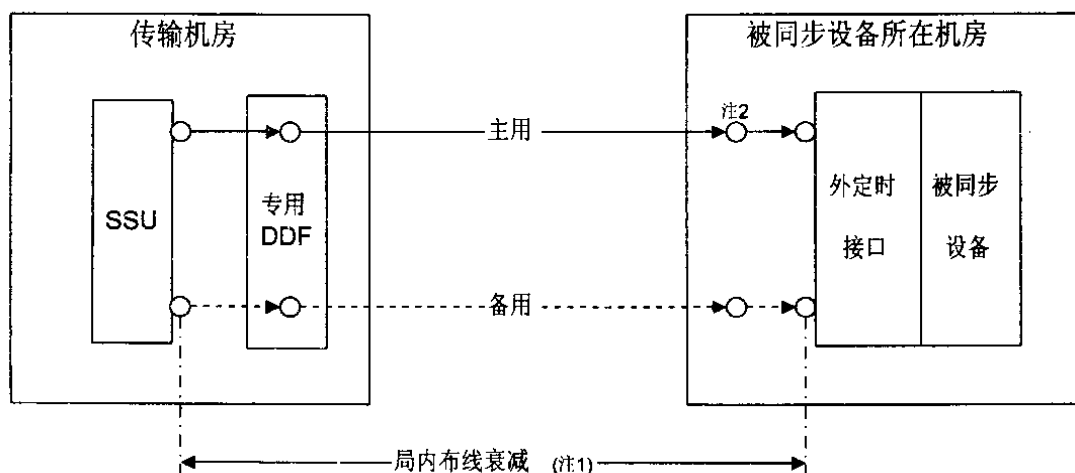 传输机房
被同步设备所在机房
SSU
专用
DDF
主用
注2
外定时
接口
被同步
设备
备用
局内布线衰减 (注1)